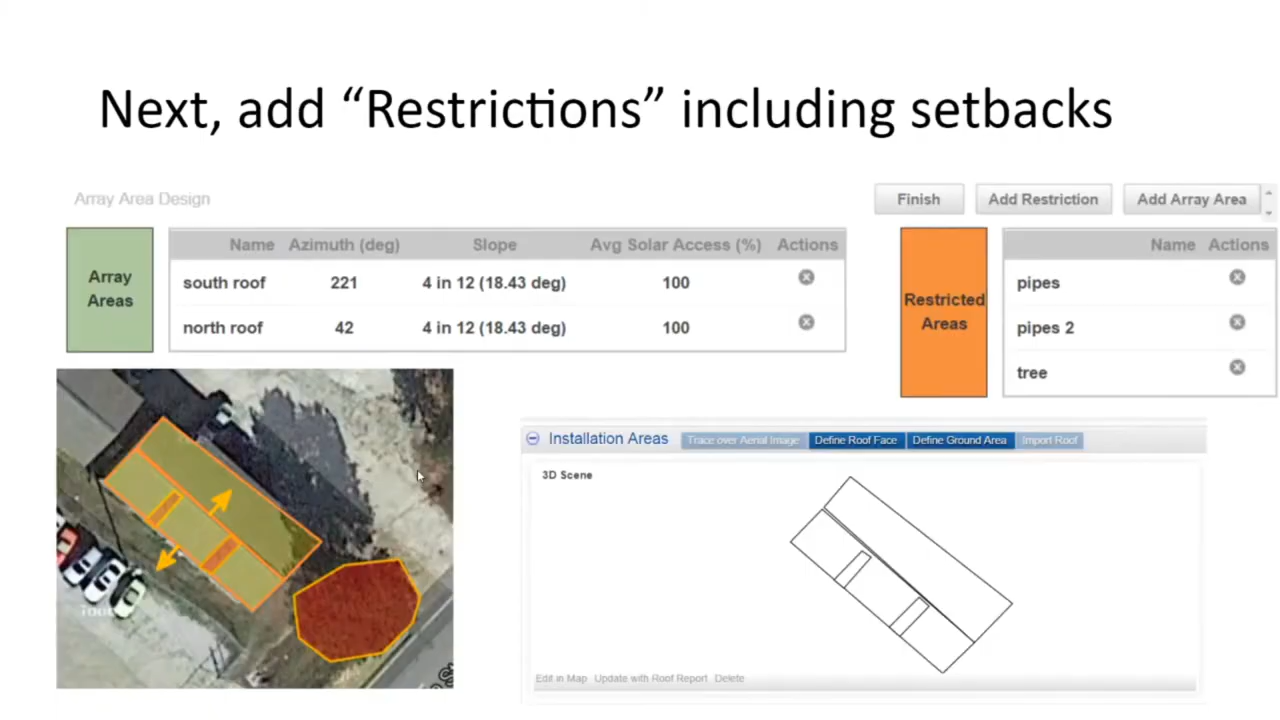 Next, add “Restrictions” including setbacks
Array Area Design
Finish
Add Restriction
Add Array Area
Array
Areas
Name Azimuth (deg) Slope Avg Solar Access (%) Actions
south roof 221 4 in 12 (18.43 deg) 100
north roof 42 4 in 12 (18.43 deg) 100
Restricted
Areas
Name Actions
pipes
pipes 2
tree
Installation Areas
Trace over Aerial Image
Define Roof Face
Define Ground Area
Import Roof
3D Scene
Edit in Map Update with Roof Report Delete